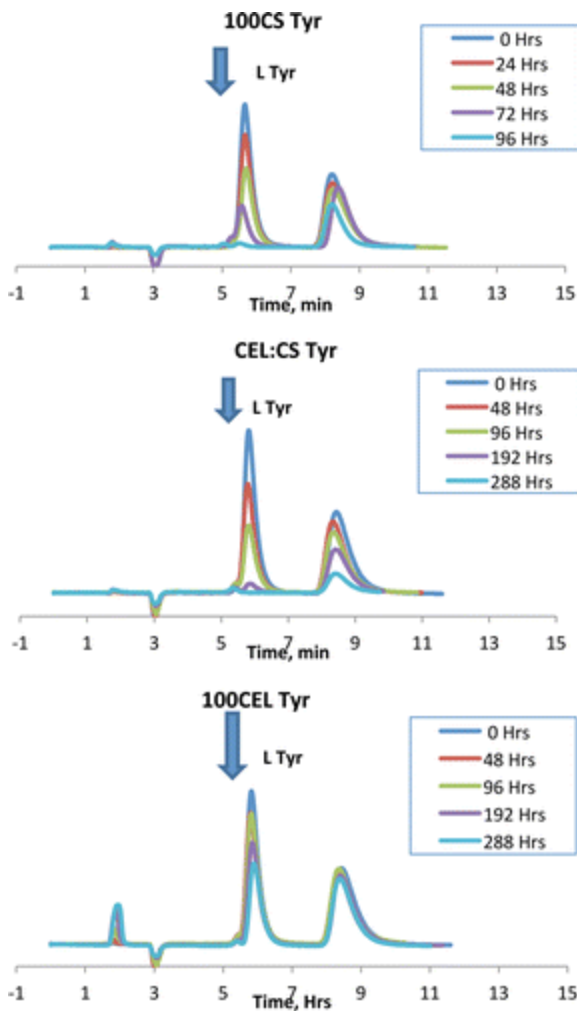 100CS Tyr
L Tyr
0 Hrs
24 Hrs
48 Hrs
72 Hrs
96 Hrs
-1 1 3 5 7 9 11 13 15
Time, min
CEL:CS Tyr
L Tyr
0 Hrs
48 Hrs
96 Hrs
192 Hrs
288 Hrs
-1 1 3 5 7 9 11 13 15
Time, min
100CEL Tyr
L Tyr
0 Hrs
48 Hrs
96 Hrs
192 Hrs
288 Hrs
-1 1 3 5 7 9 11 13 15
Time, Hrs